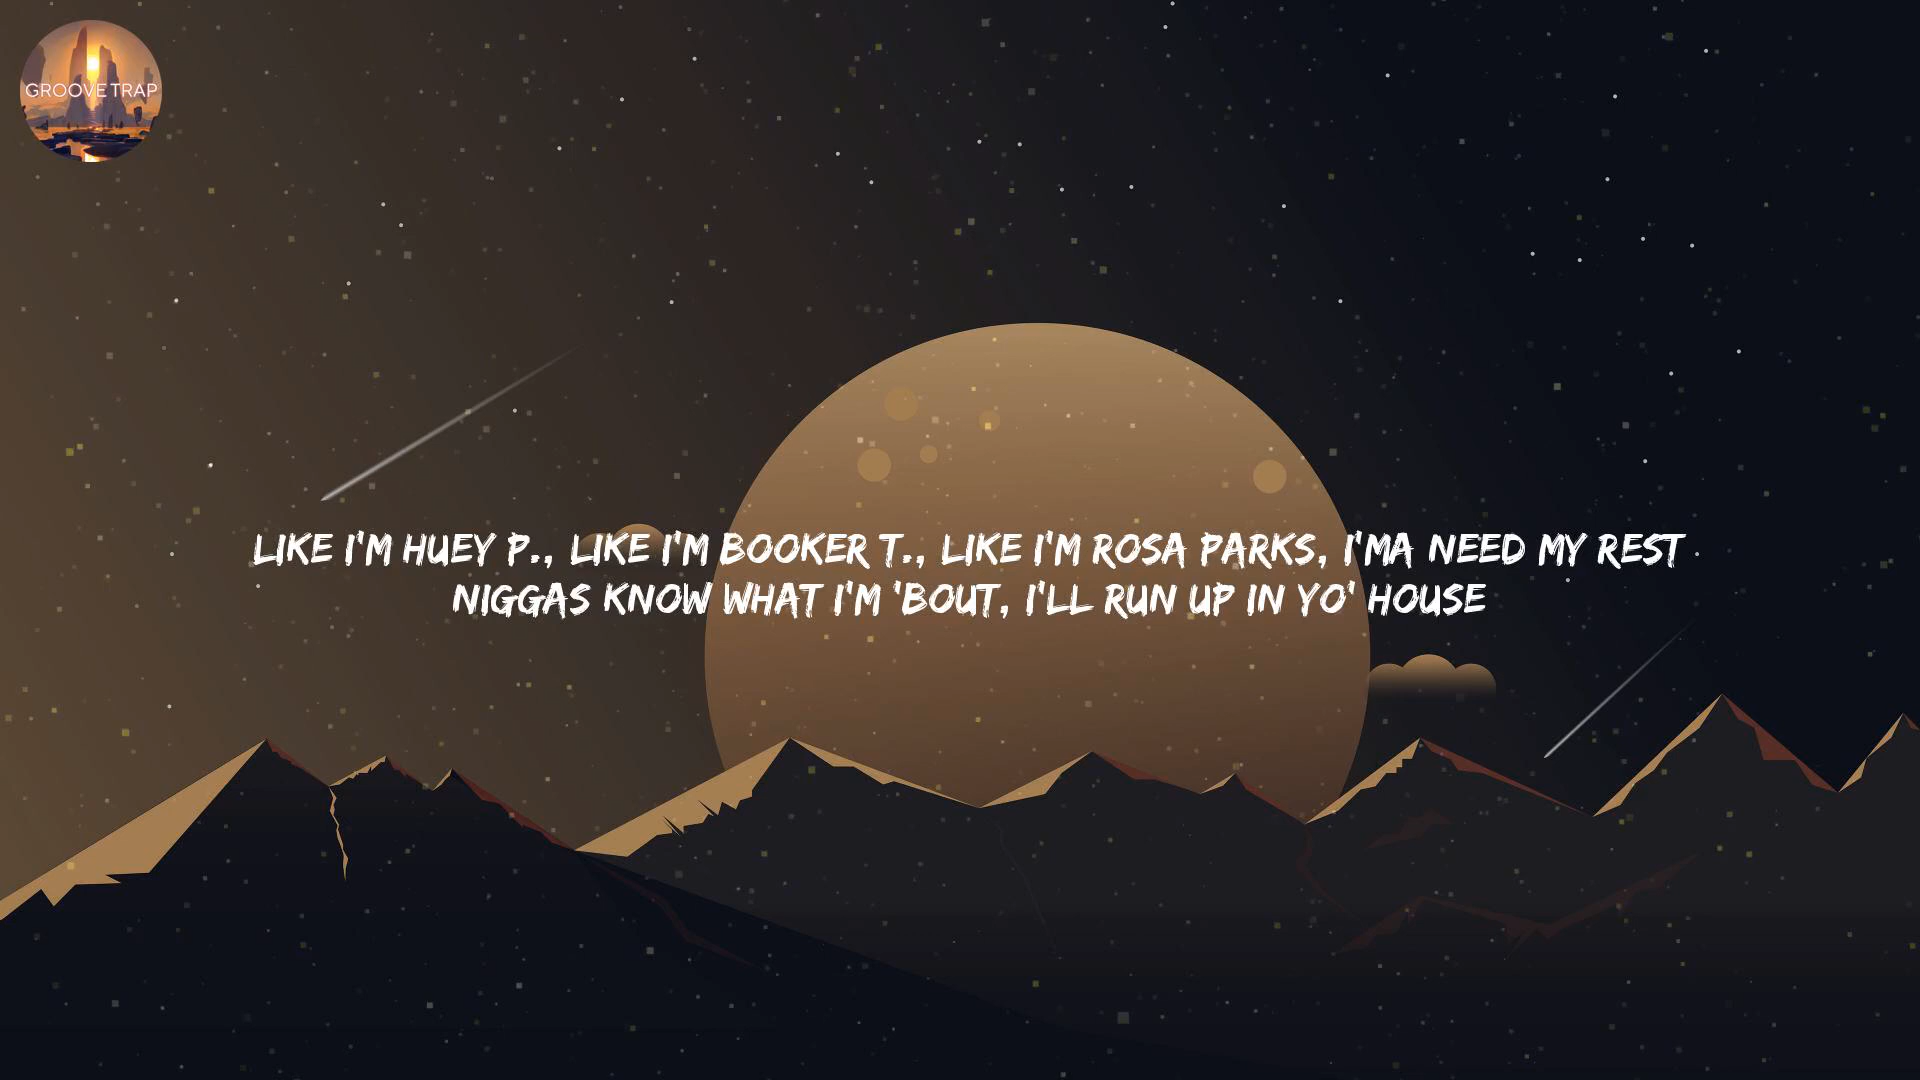 GROOVE TRAP
LIKE I'M HUEY P., LIKE I'M BOOKER T., LIKE I'M ROSA PARKS, I'MA NEED MY REST
NIGGAS KNOW WHAT I'M 'BOUT, I'LL RUN UP IN YO' HOUSE